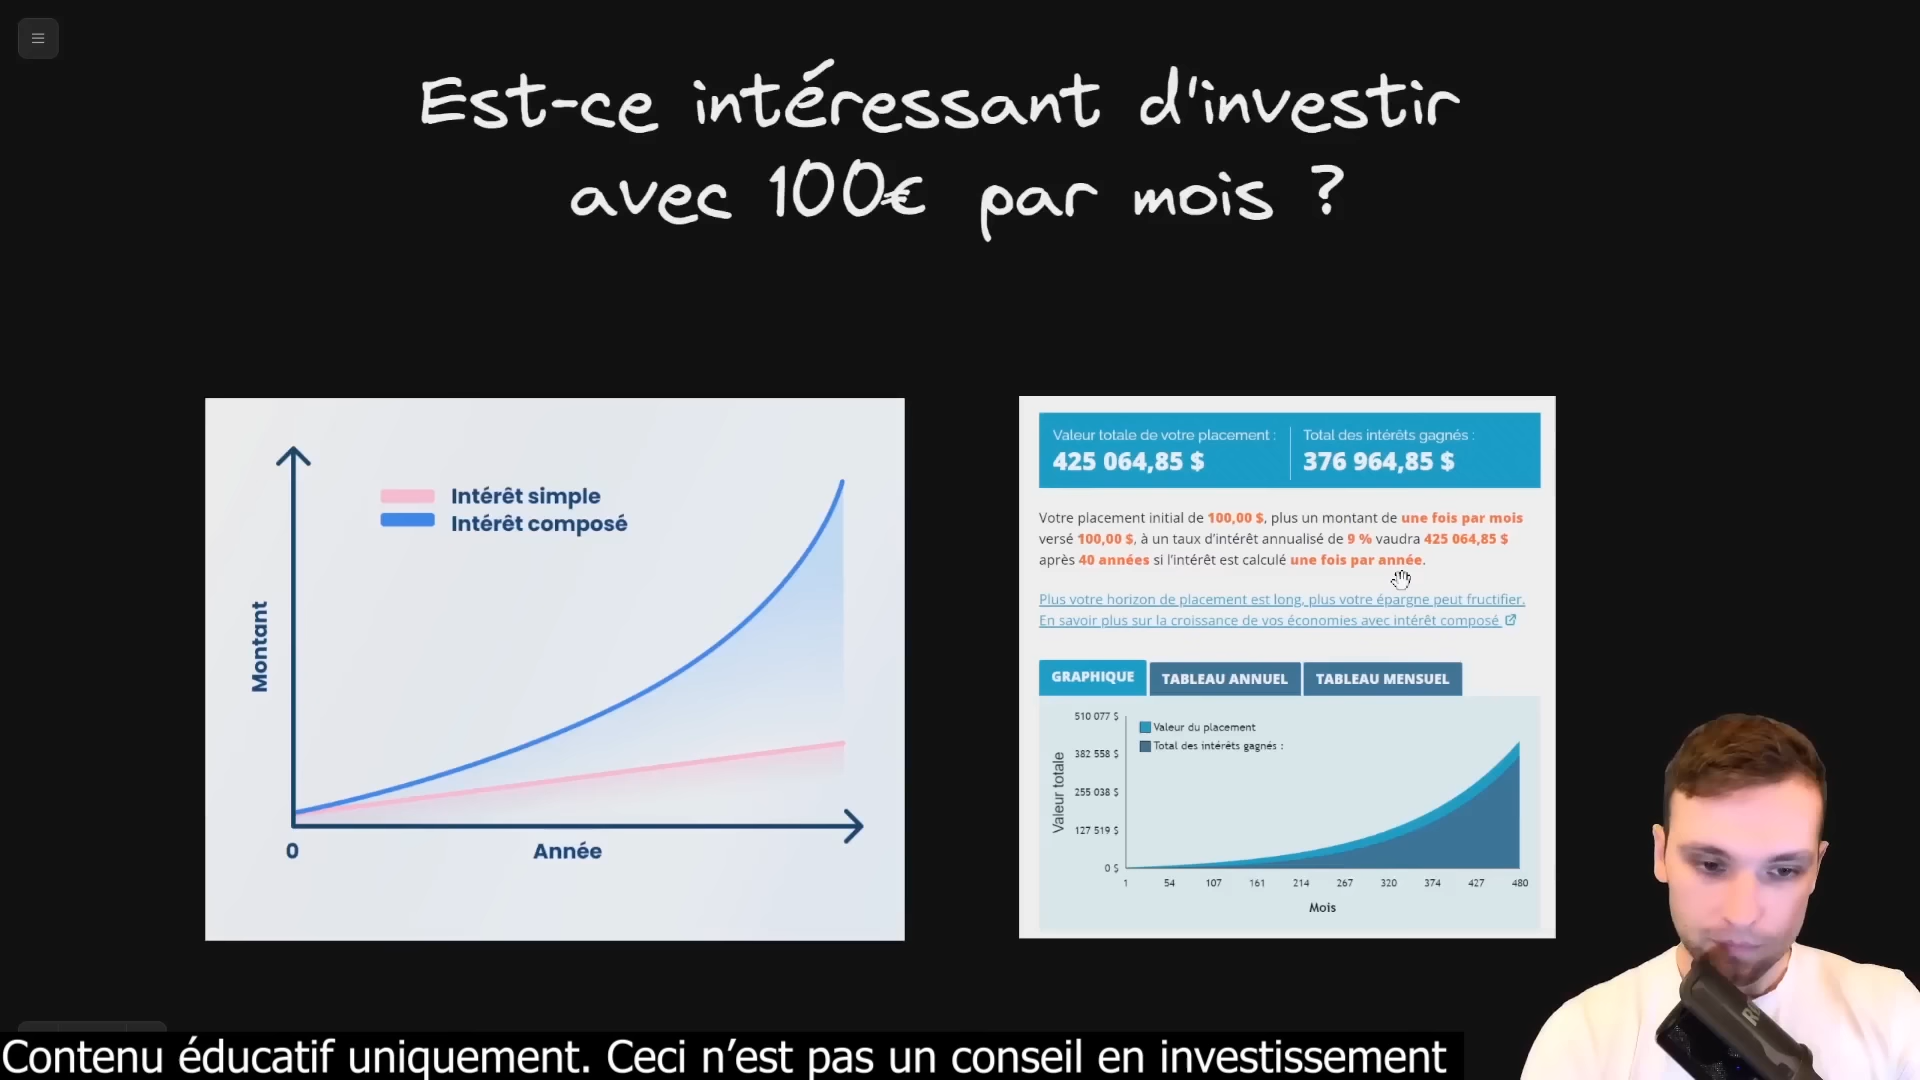 Est-ce intéressant d'investir
avec 100€ par mois ?
Intérêt simple
Intérêt composé
Montant
0
Année
Valeur totale de votre placement :
425 064,85 $
Total des intérêts gagnés :
376 964,85 $
Votre placement initial de 100,00 $, plus un montant de une fois par mois
versé 100,00 $, à un taux d'intérêt annualisé de 9 % vaudra 425 064,85 $
après 40 années si l'intérêt est calculé une fois par année.
Plus votre horizon de placement est long, plus votre épargne peut fructifier.
En savoir plus sur la croissance de vos économies avec intérêt composé
GRAPHIQUE
TABLEAU ANNUEL
TABLEAU MENSUEL
Valeur du placement
Total des intérêts gagnés :
Valeur totale
510 077 $
382 558 $
255 038 $
127 519 $
0 $
1 54 107 161 214 267 320 374 427 480
Mois
Contenu éducatif uniquement. Ceci n'est pas un conseil en investissement